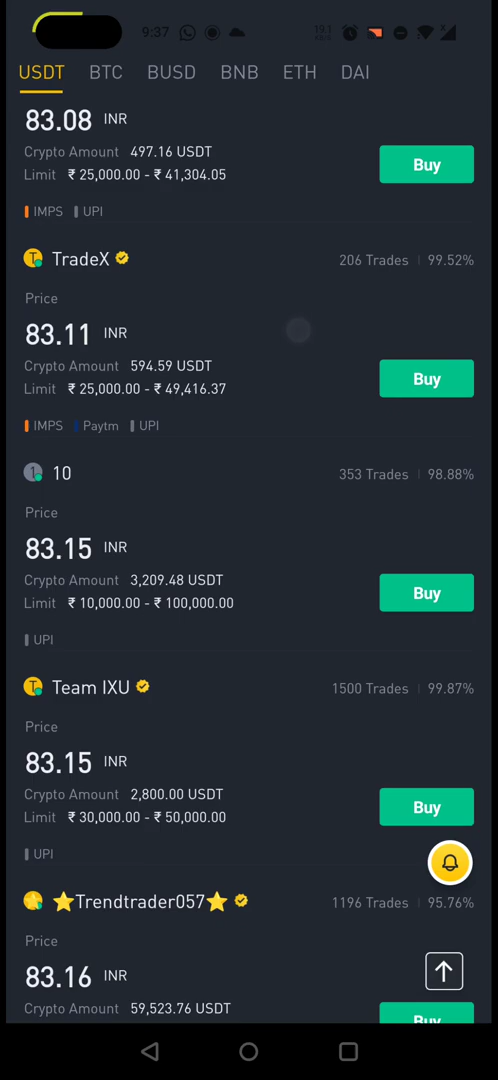 9:37
19.1
USDT BTC BUSD BNB ETH DAI
83.08 INR
Crypto Amount 497.16 USDT
Limit ₹ 25,000.00 - ₹ 41,304.05
Buy
IMPS UPI
T TradeX 206 Trades 99.52%
Price
83.11 INR
Crypto Amount 594.59 USDT
Limit ₹ 25,000.00 - ₹ 49,416.37
Buy
IMPS Paytm UPI
1 10 353 Trades 98.88%
Price
83.15 INR
Crypto Amount 3,209.48 USDT
Limit ₹ 10,000.00 - ₹ 100,000.00
Buy
UPI
T Team IXU 1500 Trades 99.87%
Price
83.15 INR
Crypto Amount 2,800.00 USDT
Limit ₹ 30,000.00 - ₹ 50,000.00
Buy
UPI
⭐Trendtrader057⭐ 1196 Trades 95.76%
Price
83.16 INR
Crypto Amount 59,523.76 USDT
Buy